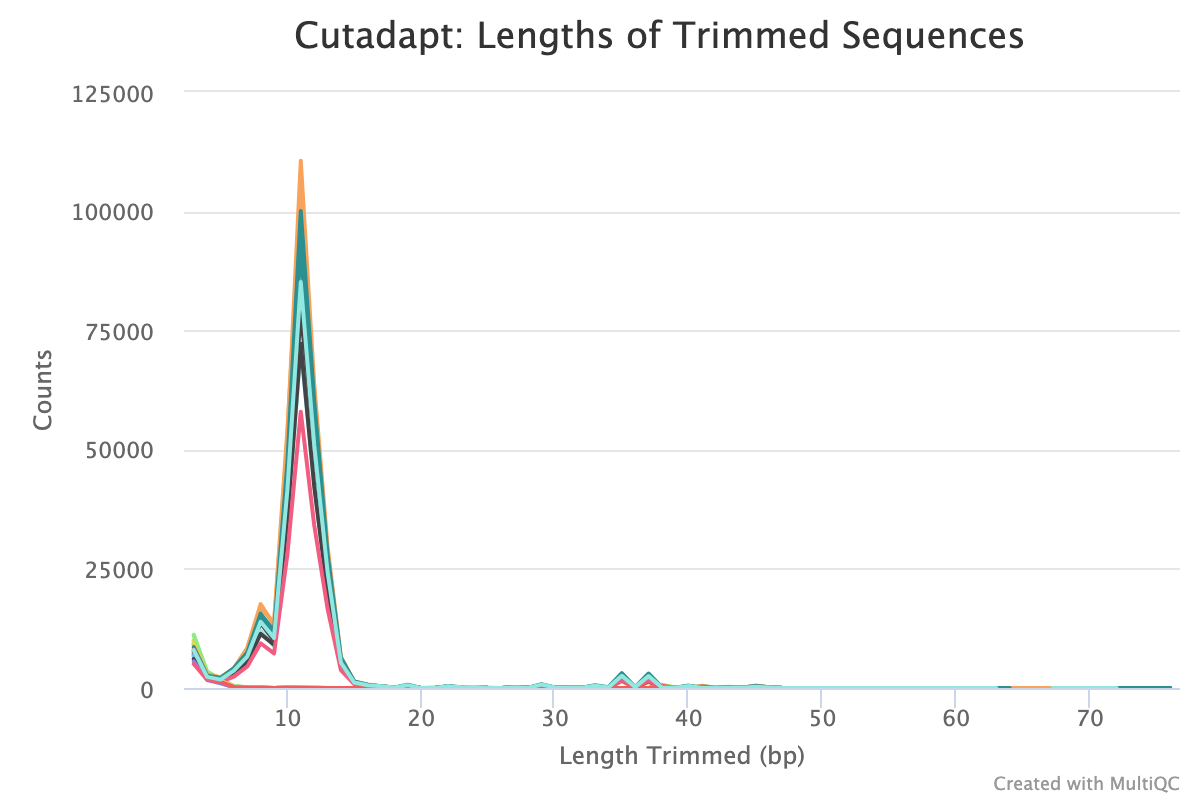 Cutadapt: Lengths of Trimmed Sequences
125000
100000
75000
50000
25000
0
Counts
10 20 30 40 50 60 70
Length Trimmed (bp)
Created with MultiQC